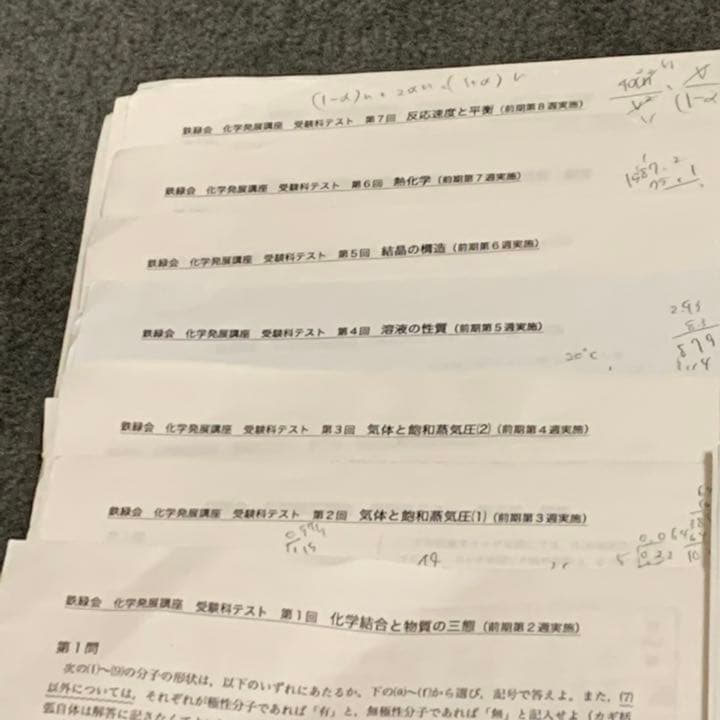 (1-α)n + 2αn = (1+α)n
鉄緑会 化学発展講座 受験科テスト 第7回 反応速度と平衡 (前期第8週実施)
鉄緑会 化学発展講座 受験科テスト 第6回 熱化学 (前期第7週実施)
鉄緑会 化学発展講座 受験科テスト 第5回 結晶の構造 (前期第6週実施)
鉄緑会 化学発展講座 受験科テスト 第4回 溶液の性質 (前期第5週実施)
20℃
鉄緑会 化学発展講座 受験科テスト 第3回 気体と飽和蒸気圧(2) (前期第4週実施)
鉄緑会 化学発展講座 受験科テスト 第2回 気体と飽和蒸気圧(1) (前期第3週実施)
鉄緑会 化学発展講座 受験科テスト 第1回 化学結合と物質の三態 (前期第2週実施)
第1問
次の(1)〜(9)の分子の形状は、以下のいずれにあたるか。下の(a)〜(f)から選び、記号で答えよ。また、(7)
以外については、それぞれが極性分子であれば「有」と、無極性分子であれば「無」と記入せよ